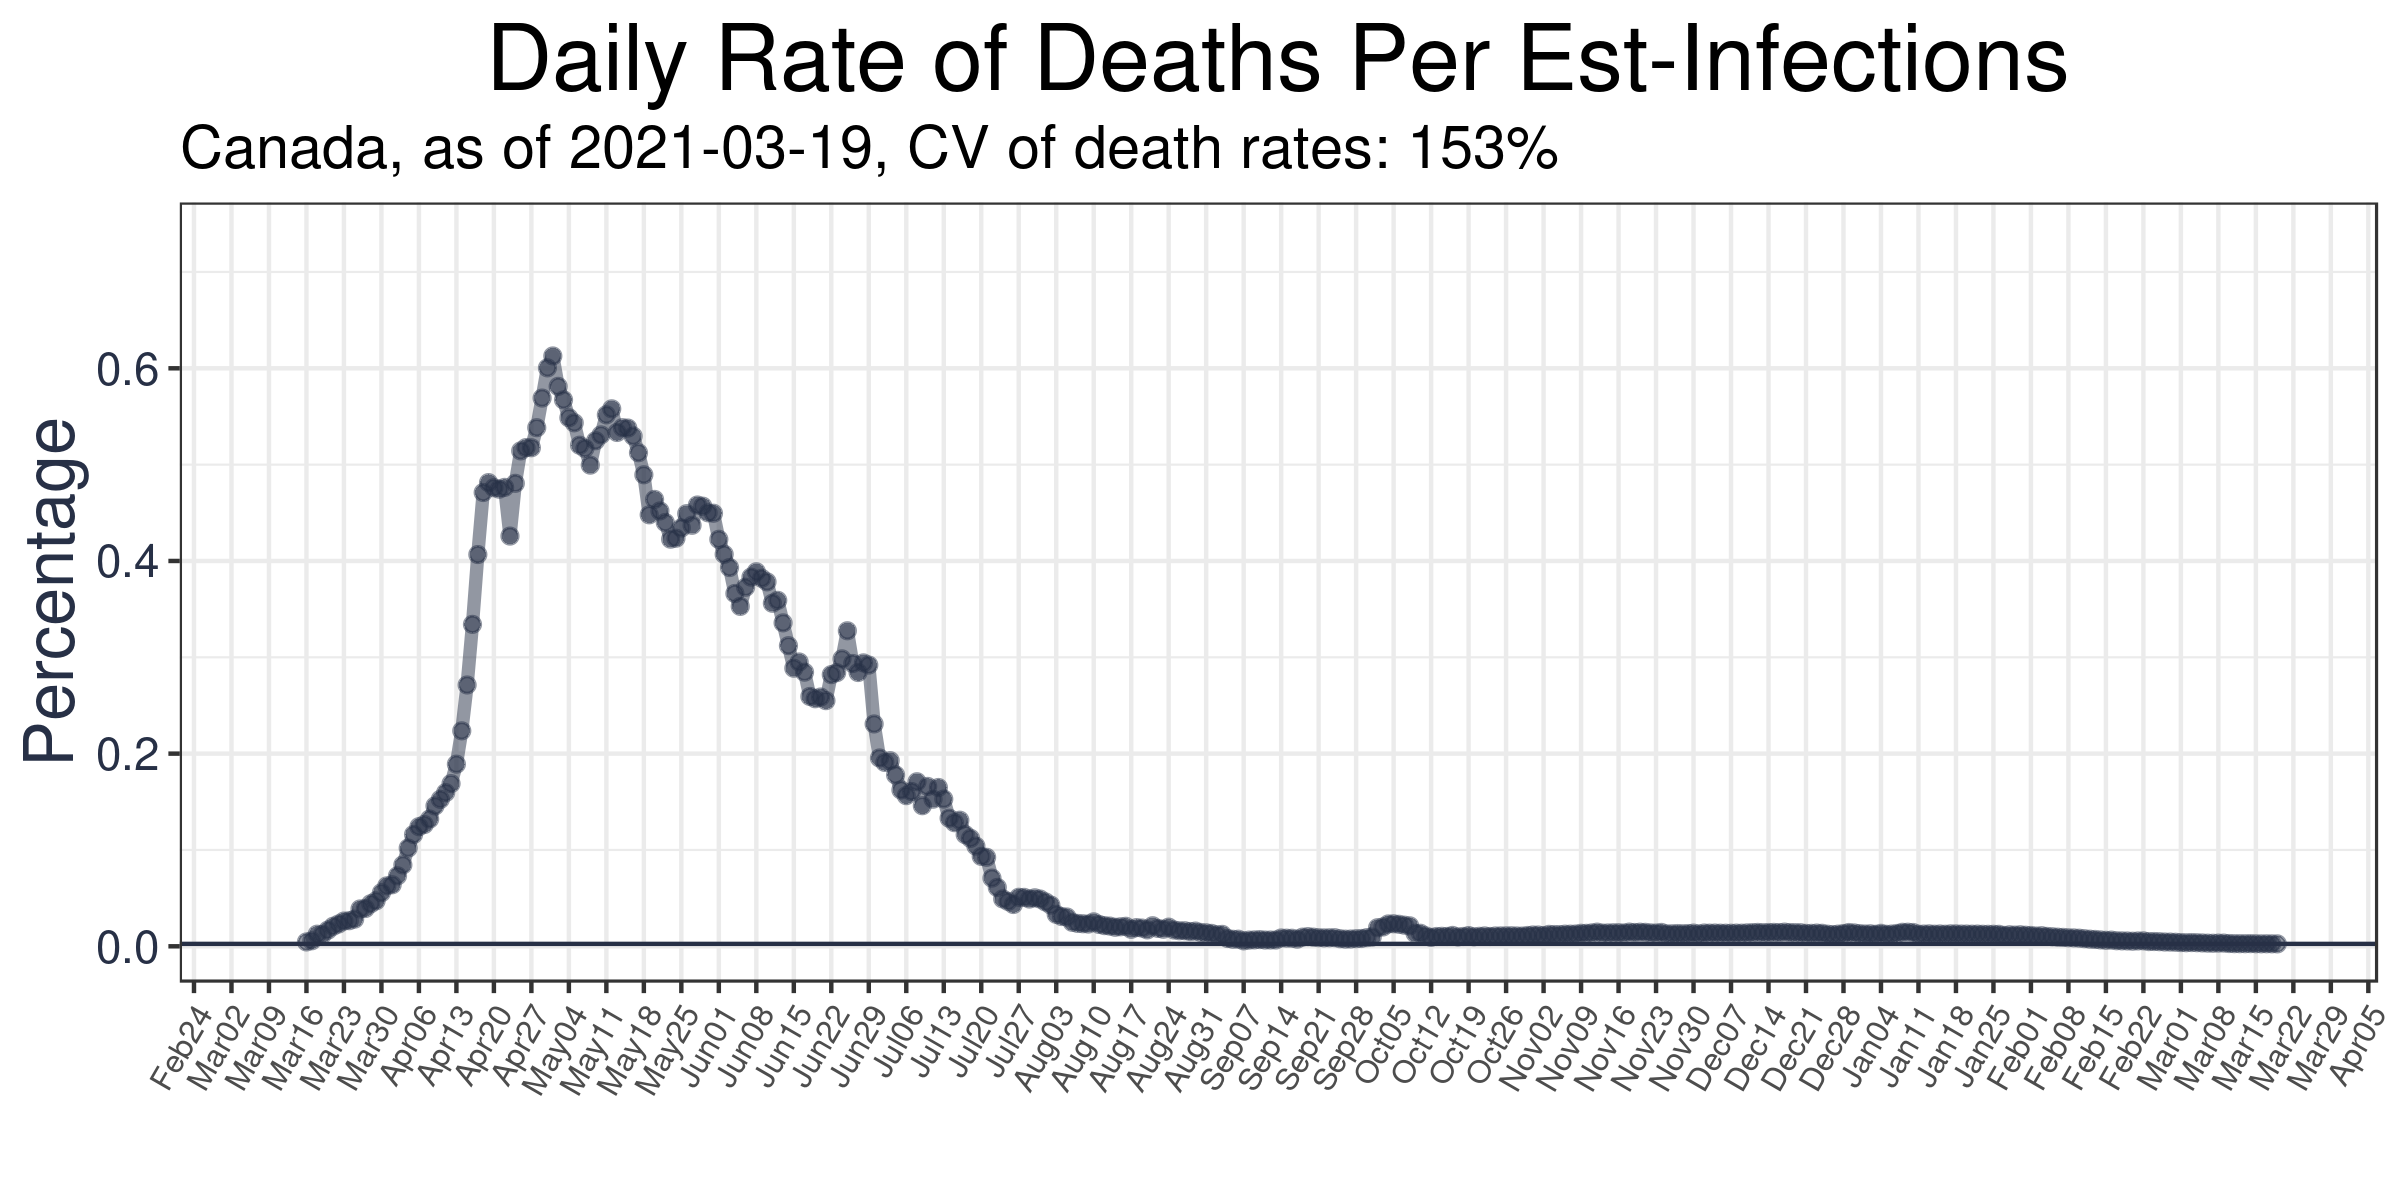 Daily Rate of Deaths Per Est-Infections
Canada, as of 2021-03-19, CV of death rates: 153%
Percentage
0.6
0.4
0.2
0.0
Feb24 Mar02 Mar09 Mar16 Mar23 Mar30 Apr06 Apr13 Apr20 Apr27 May04 May11 May18 May25 Jun01 Jun08 Jun15 Jun22 Jun29 Jul06 Jul13 Jul20 Jul27 Aug03 Aug10 Aug17 Aug24 Aug31 Sep07 Sep14 Sep21 Sep28 Oct05 Oct12 Oct19 Oct26 Nov02 Nov09 Nov16 Nov23 Nov30 Nov07 Dec14 Dec21 Dec28 Dec04 Jan11 Jan18 Jan25 Jan01 Feb08 Feb15 Feb22 Feb01 Mar08 Mar15 Mar22 Mar29 Apr05